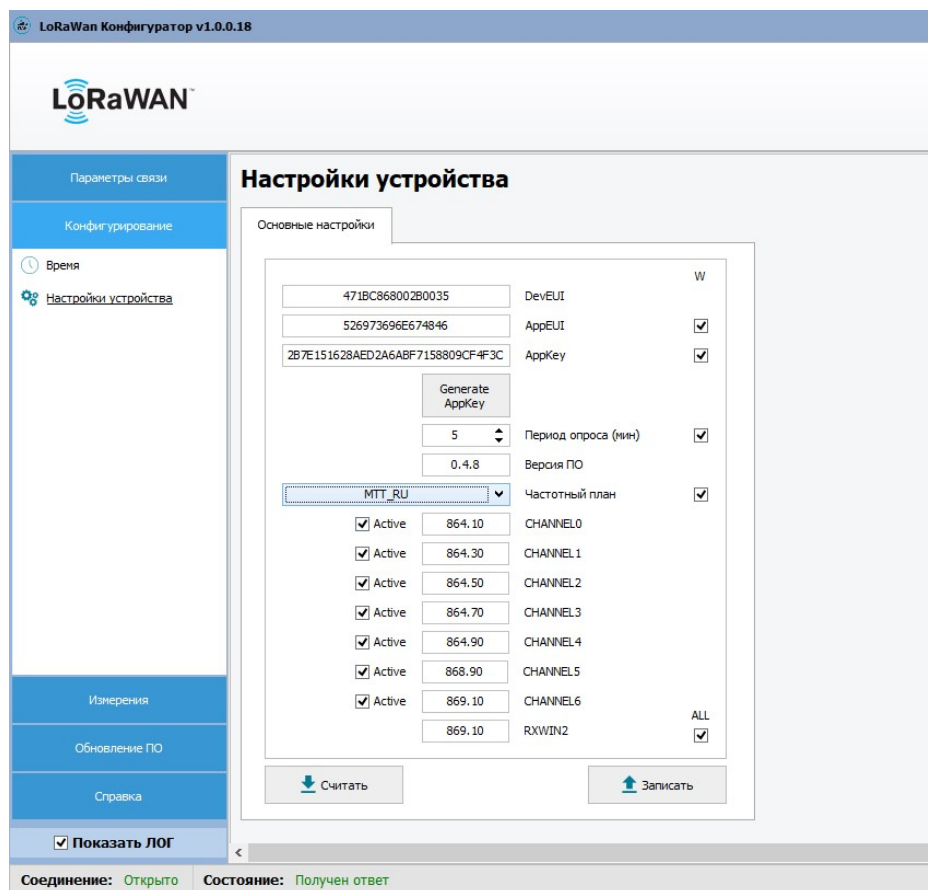 LoRaWan Конфигуратор v1.0.0.18
LoRaWAN™
Параметры связи
Конфигурирование
Время
Настройки устройства
Измерения
Обновление ПО
Справка
Показать ЛОГ
Настройки устройства
Основные настройки
W
471BC868002B0035 DevEUI
526973696E674846 AppEUI
2B7E151628AED2A6ABF7158809CF4F3C AppKey
Generate
AppKey
5 Период опроса (мин)
0.4.8 Версия ПО
MTT_RU Частотный план
Active 864.10 CHANNEL0
Active 864.30 CHANNEL1
Active 864.50 CHANNEL2
Active 864.70 CHANNEL3
Active 864.90 CHANNEL4
Active 868.90 CHANNEL5
Active 869.10 CHANNEL6
ALL
869.10 RXWIN2
Считать Записать
Соединение: Открыто Состояние: Получен ответ